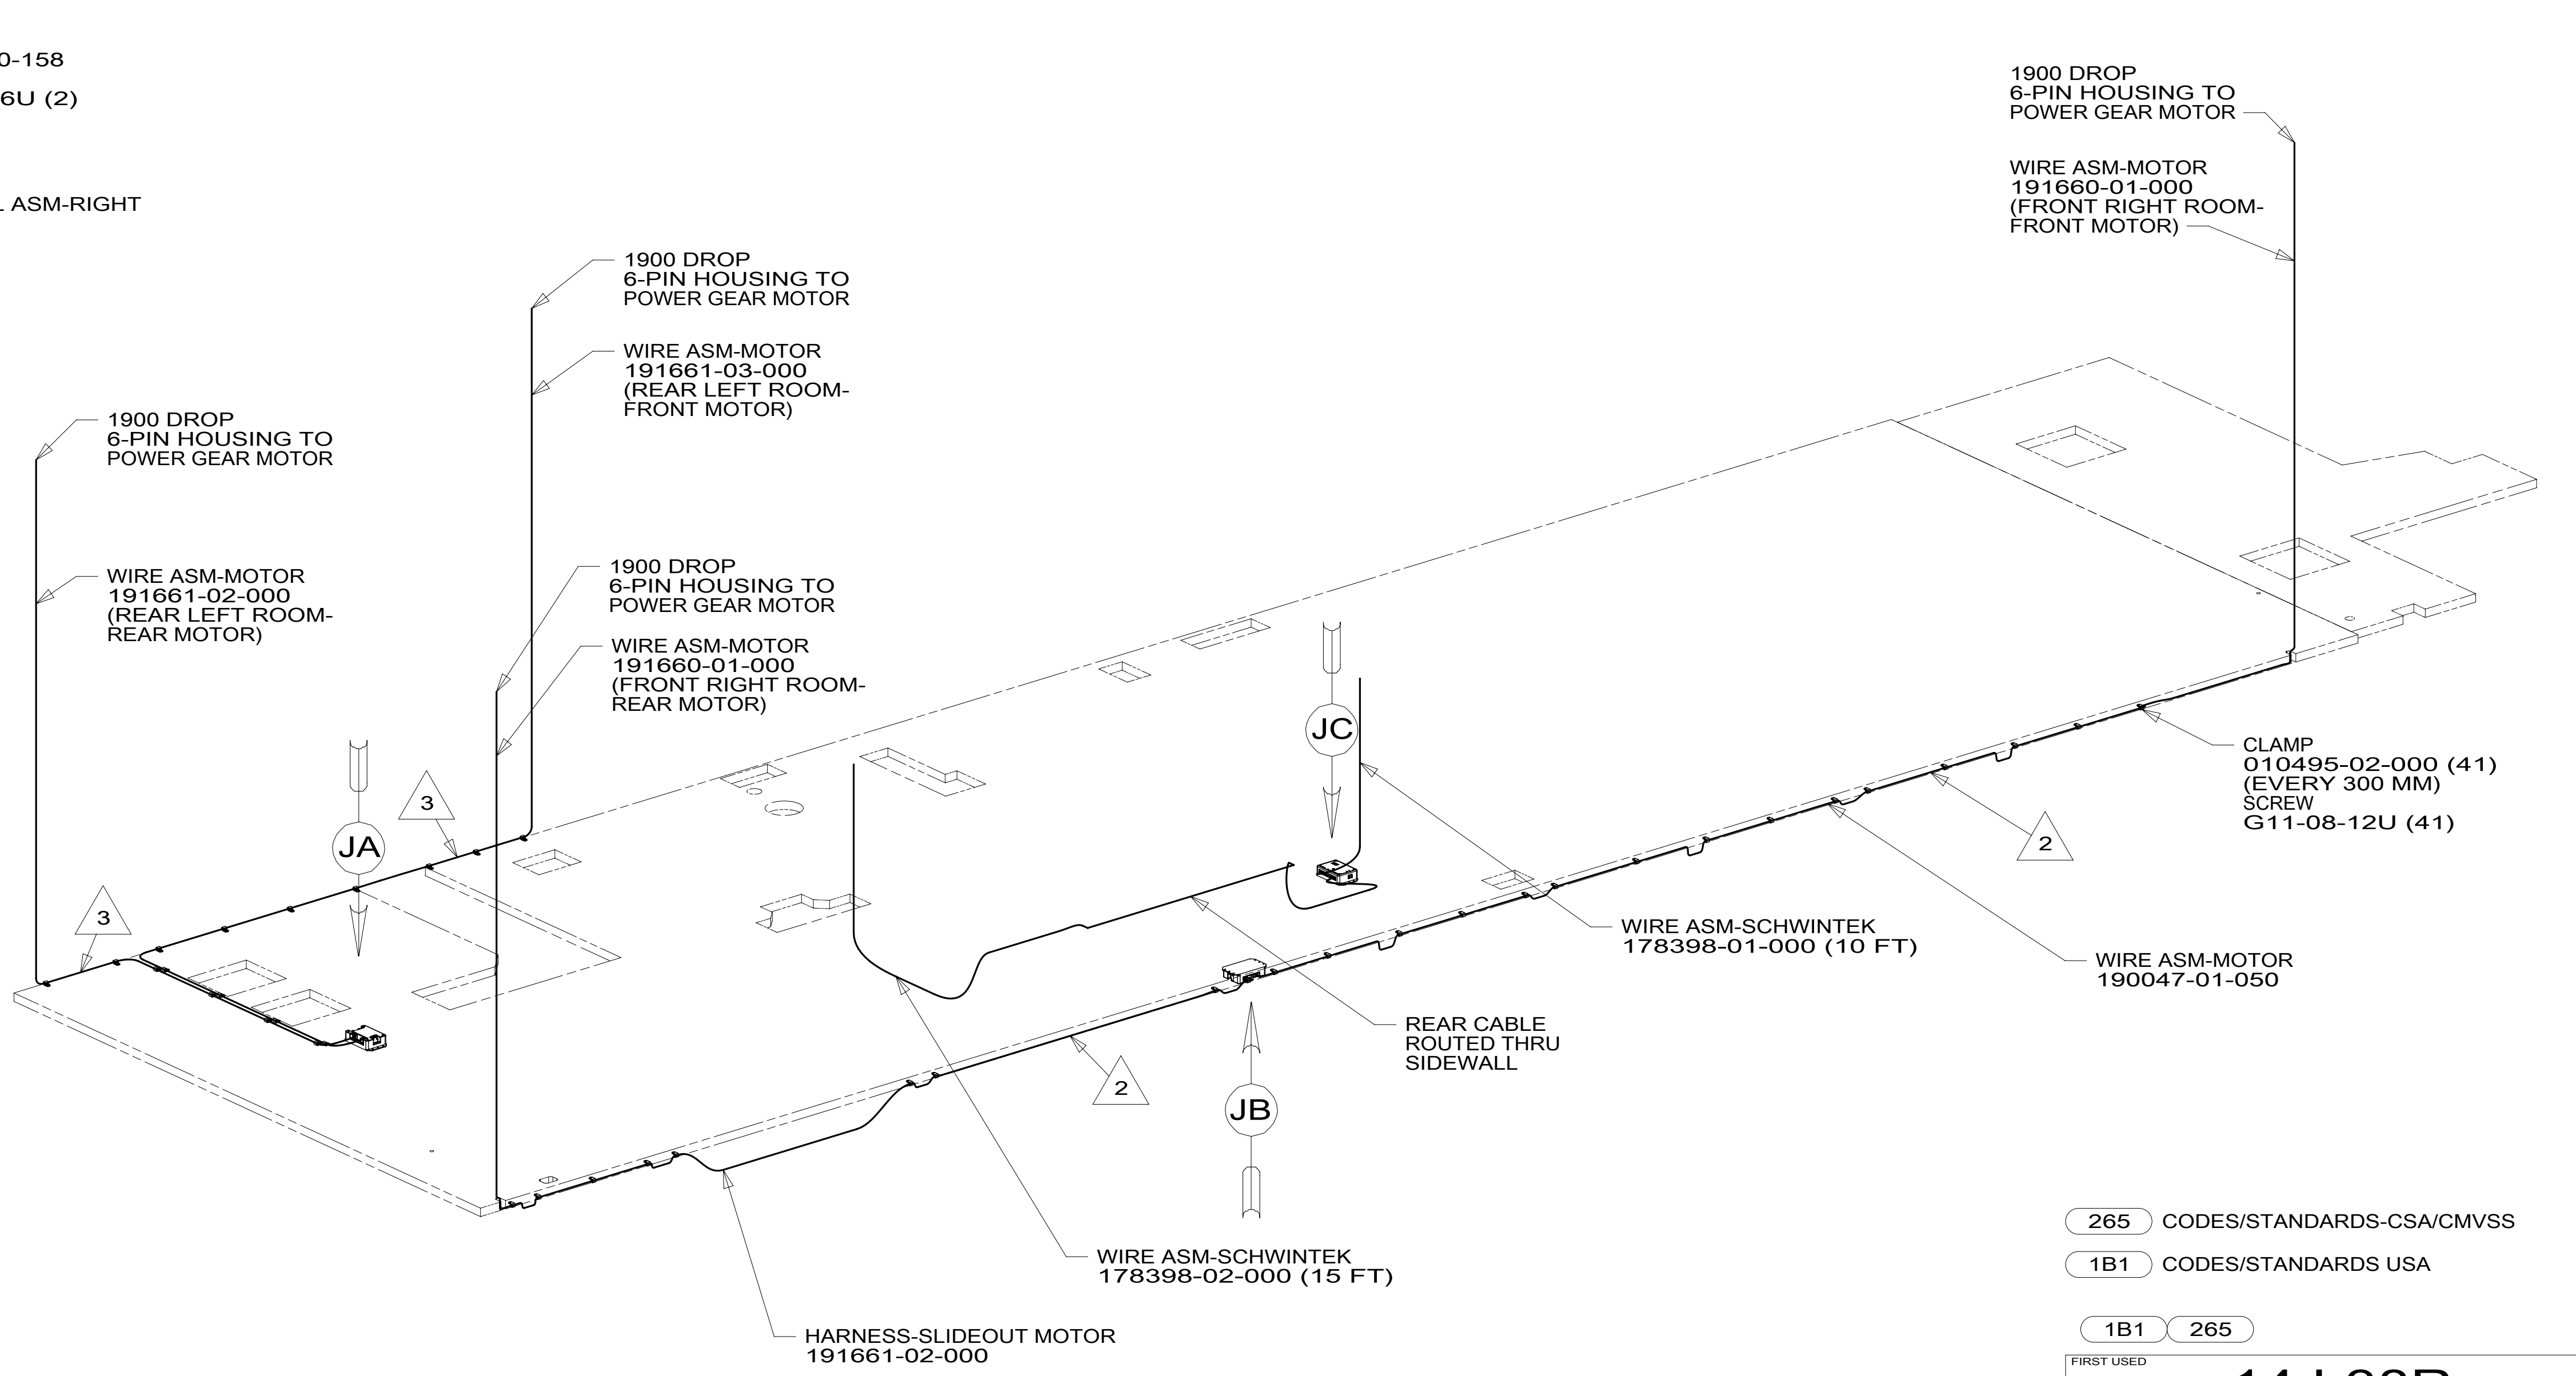 0-158
6U (2)
ASM-RIGHT
1900 DROP
6-PIN HOUSING TO
POWER GEAR MOTOR
WIRE ASM-MOTOR
191660-01-000
(FRONT RIGHT ROOM-
FRONT MOTOR)
1900 DROP
6-PIN HOUSING TO
POWER GEAR MOTOR
WIRE ASM-MOTOR
191661-03-000
(REAR LEFT ROOM-
FRONT MOTOR)
1900 DROP
6-PIN HOUSING TO
POWER GEAR MOTOR
WIRE ASM-MOTOR
191661-02-000
(REAR LEFT ROOM-
REAR MOTOR)
1900 DROP
6-PIN HOUSING TO
POWER GEAR MOTOR
WIRE ASM-MOTOR
191660-01-000
(FRONT RIGHT ROOM-
REAR MOTOR)
JC
CLAMP
010495-02-000 (41)
(EVERY 300 MM)
SCREW
G11-08-12U (41)
3
JA
2
3
WIRE ASM-SCHWINTEK
178398-01-000 (10 FT)
WIRE ASM-MOTOR
190047-01-050
REAR CABLE
ROUTED THRU
SIDEWALL
2
JB
WIRE ASM-SCHWINTEK
178398-02-000 (15 FT)
HARNESS-SLIDEOUT MOTOR
191661-02-000
265 CODES/STANDARDS-CSA/CMVSS
1B1 CODES/STANDARDS USA
1B1 265
FIRST USED